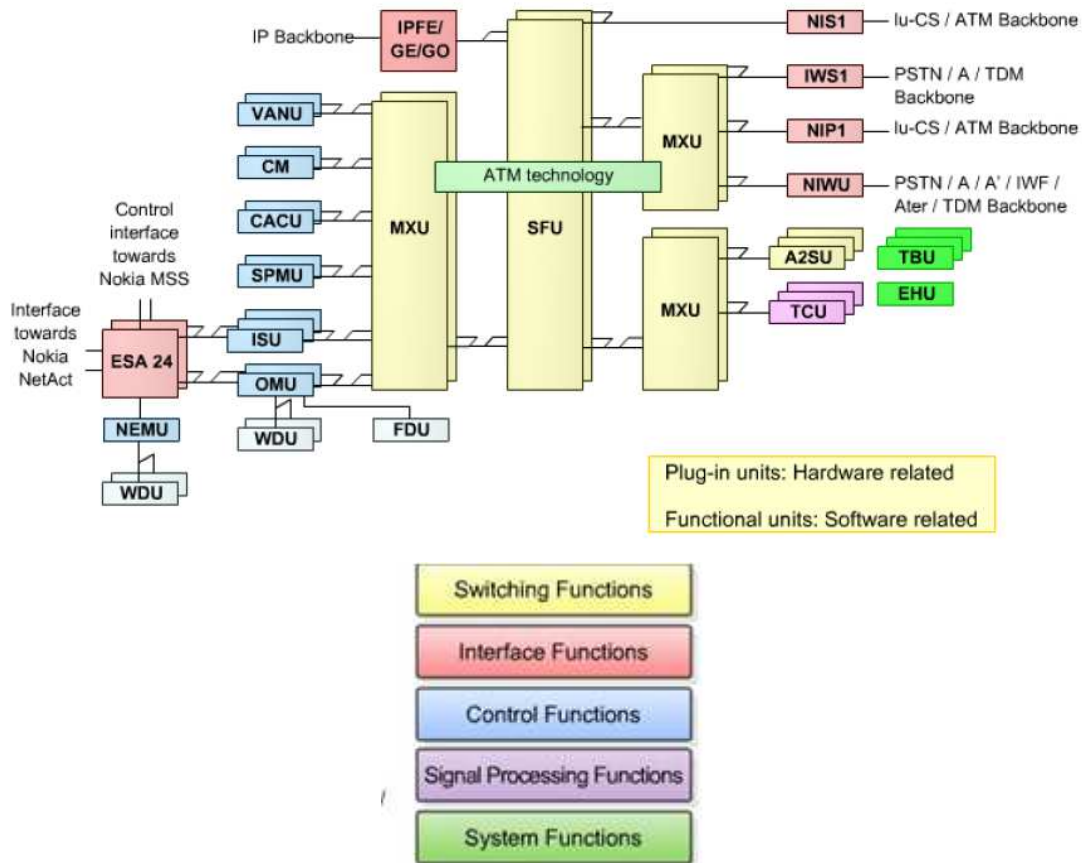 IP Backbone
IPFE/
GE/GO
NIS1
Iu-CS / ATM Backbone
IWS1
PSTN / A / TDM
Backbone
VANU
MXU
NIP1
Iu-CS / ATM Backbone
CM
ATM technology
NIWU
PSTN / A / A' / IWF /
Ater / TDM Backbone
Control
interface
towards
Nokia MSS
CACU
MXU
SFU
A2SU
TBU
SPMU
EHU
Interface
towards
Nokia
NetAct
MXU
TCU
ISU
ESA 24
OMU
NEMU
WDU
FDU
WDU
Plug-in units: Hardware related
Functional units: Software related
Switching Functions
Interface Functions
Control Functions
Signal Processing Functions
System Functions